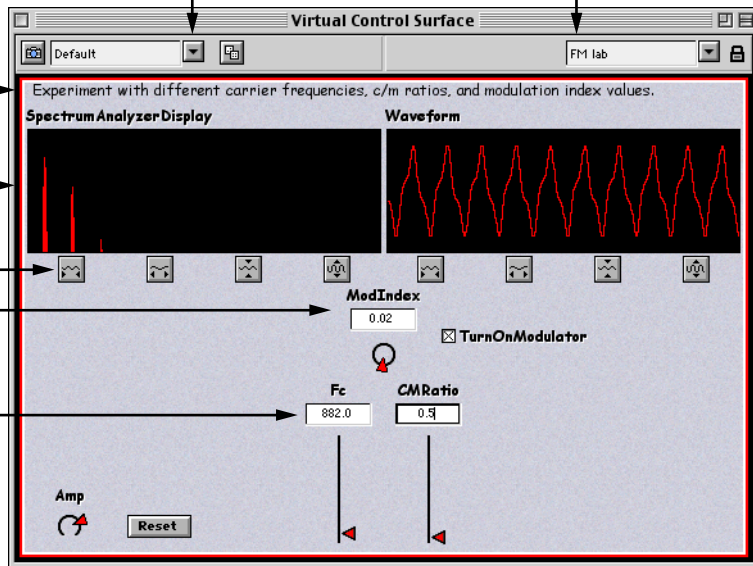 Virtual Control Surface
Default
FM lab
Experiment with different carrier frequencies, c/m ratios, and modulation index values.
SpectrumAnalyzerDisplay
Waveform
ModIndex
0.02
TurnOnModulator
Fc
CMRatio
882.0
0.5
Amp
Reset